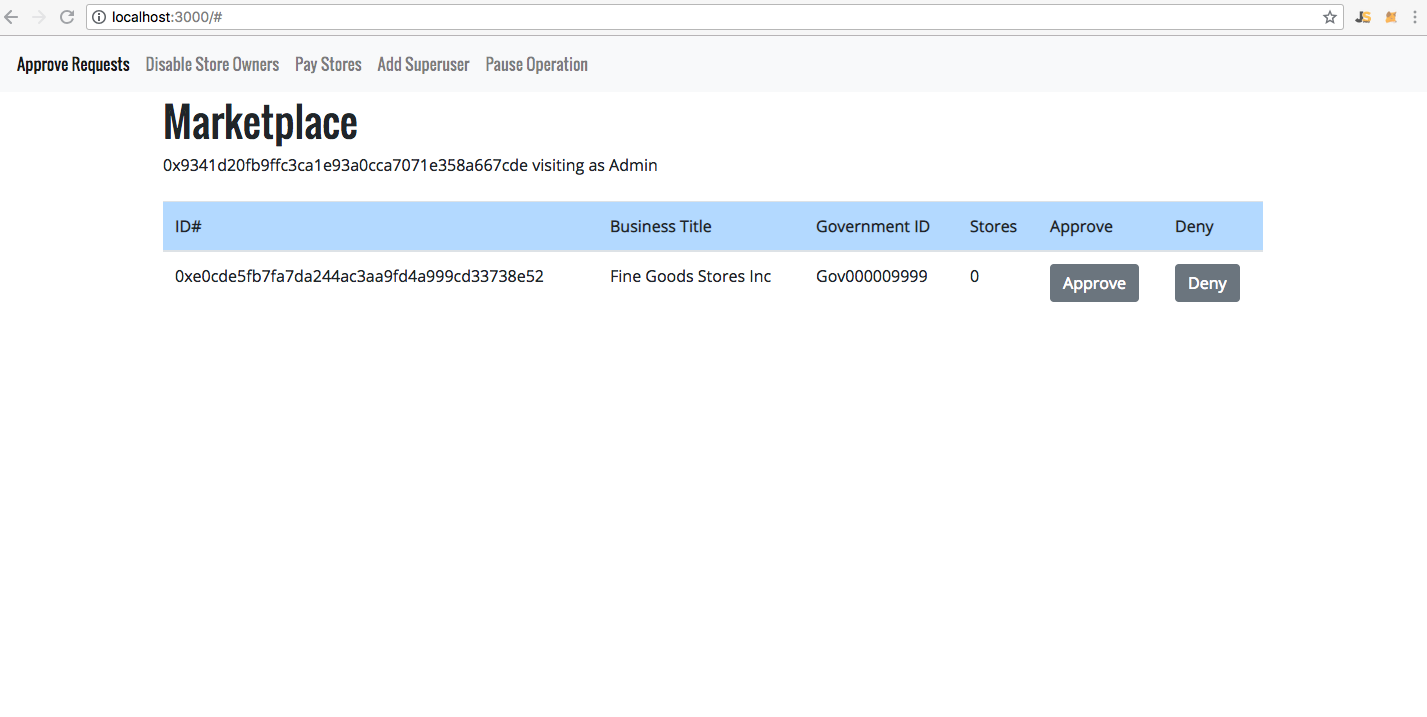 localhost:3000/#
JS
Approve Requests Disable Store Owners Pay Stores Add Superuser Pause Operation
Marketplace
0x9341d20fb9ffc3ca1e93a0cca7071e358a667cde visiting as Admin
ID# Business Title Government ID Stores Approve Deny
0xe0cde5fb7fa7da244ac3aa9fd4a999cd33738e52 Fine Goods Stores Inc Gov000009999 0 Approve Deny